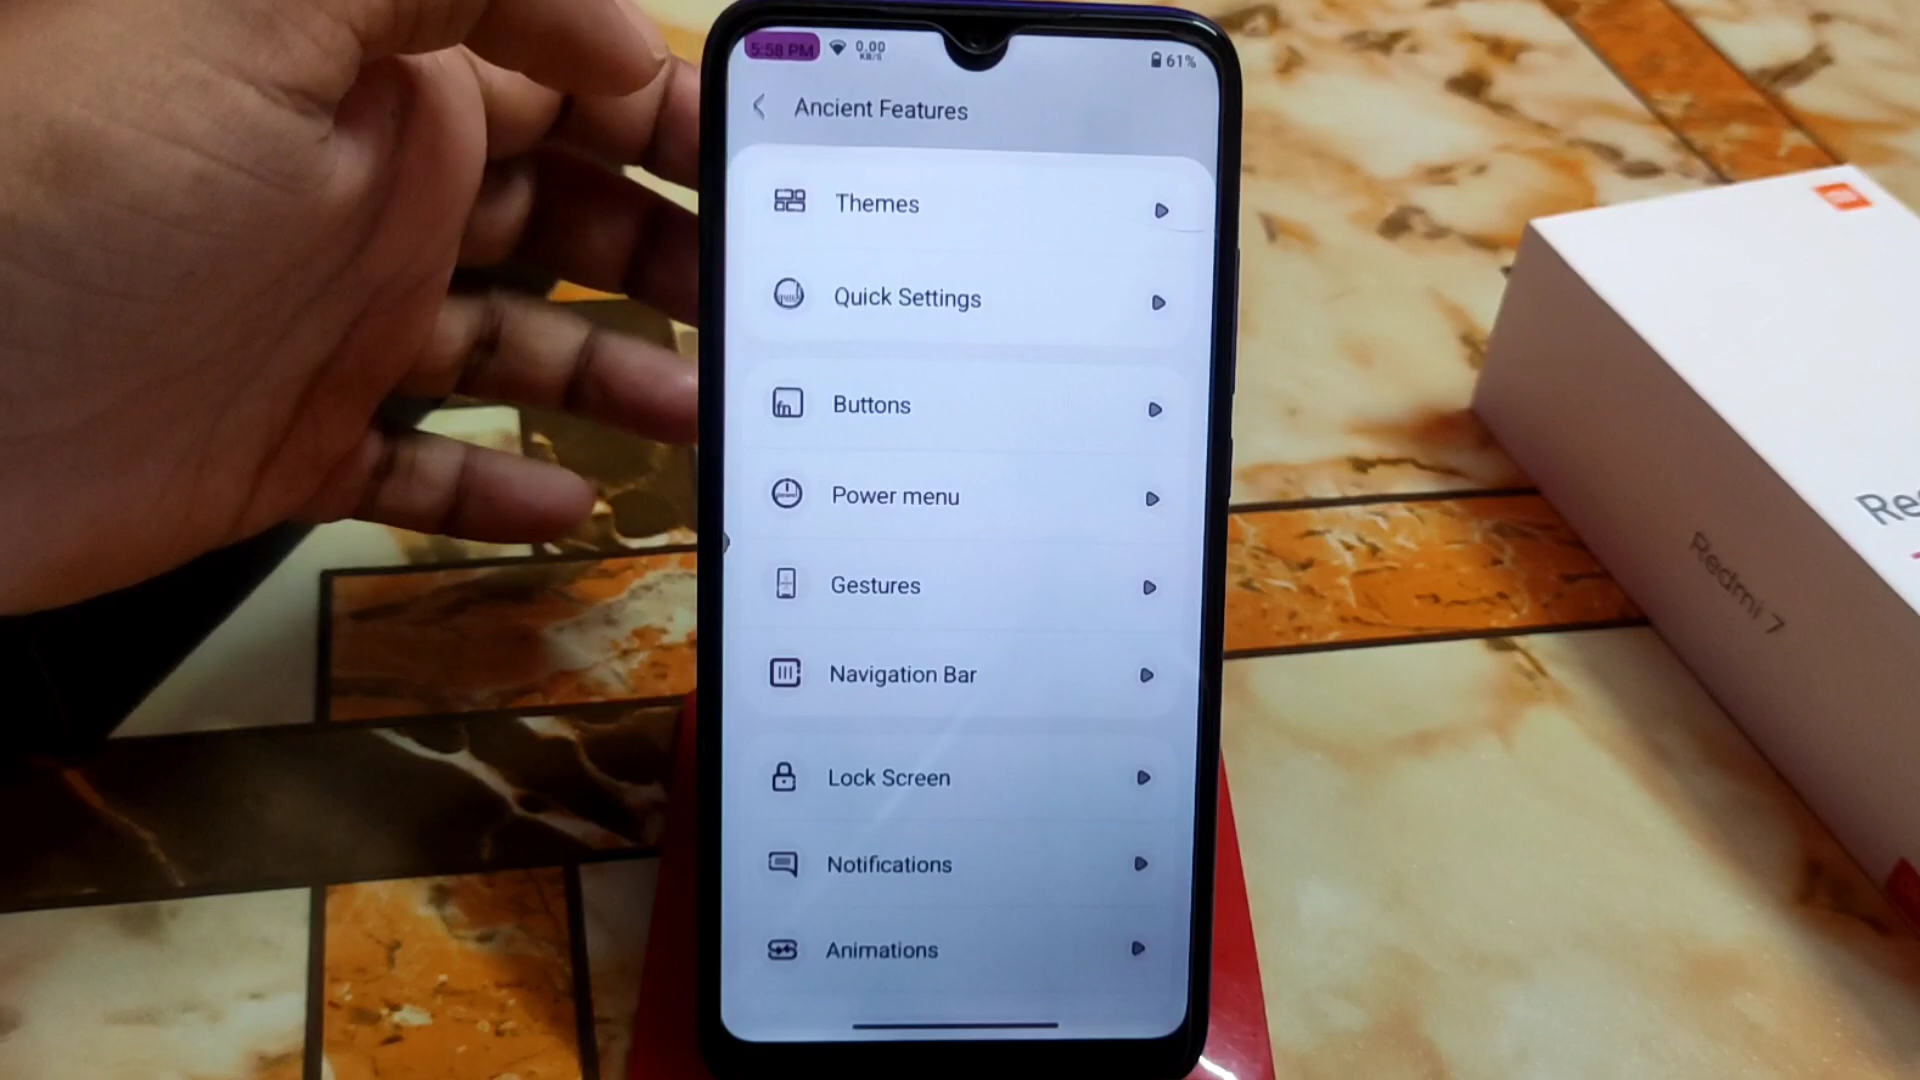 5:58 PM 0.00 KB/S 61%
Ancient Features
Themes
Quick Settings
Buttons
Power menu
Gestures
Navigation Bar
Lock Screen
Notifications
Animations
Redmi 7